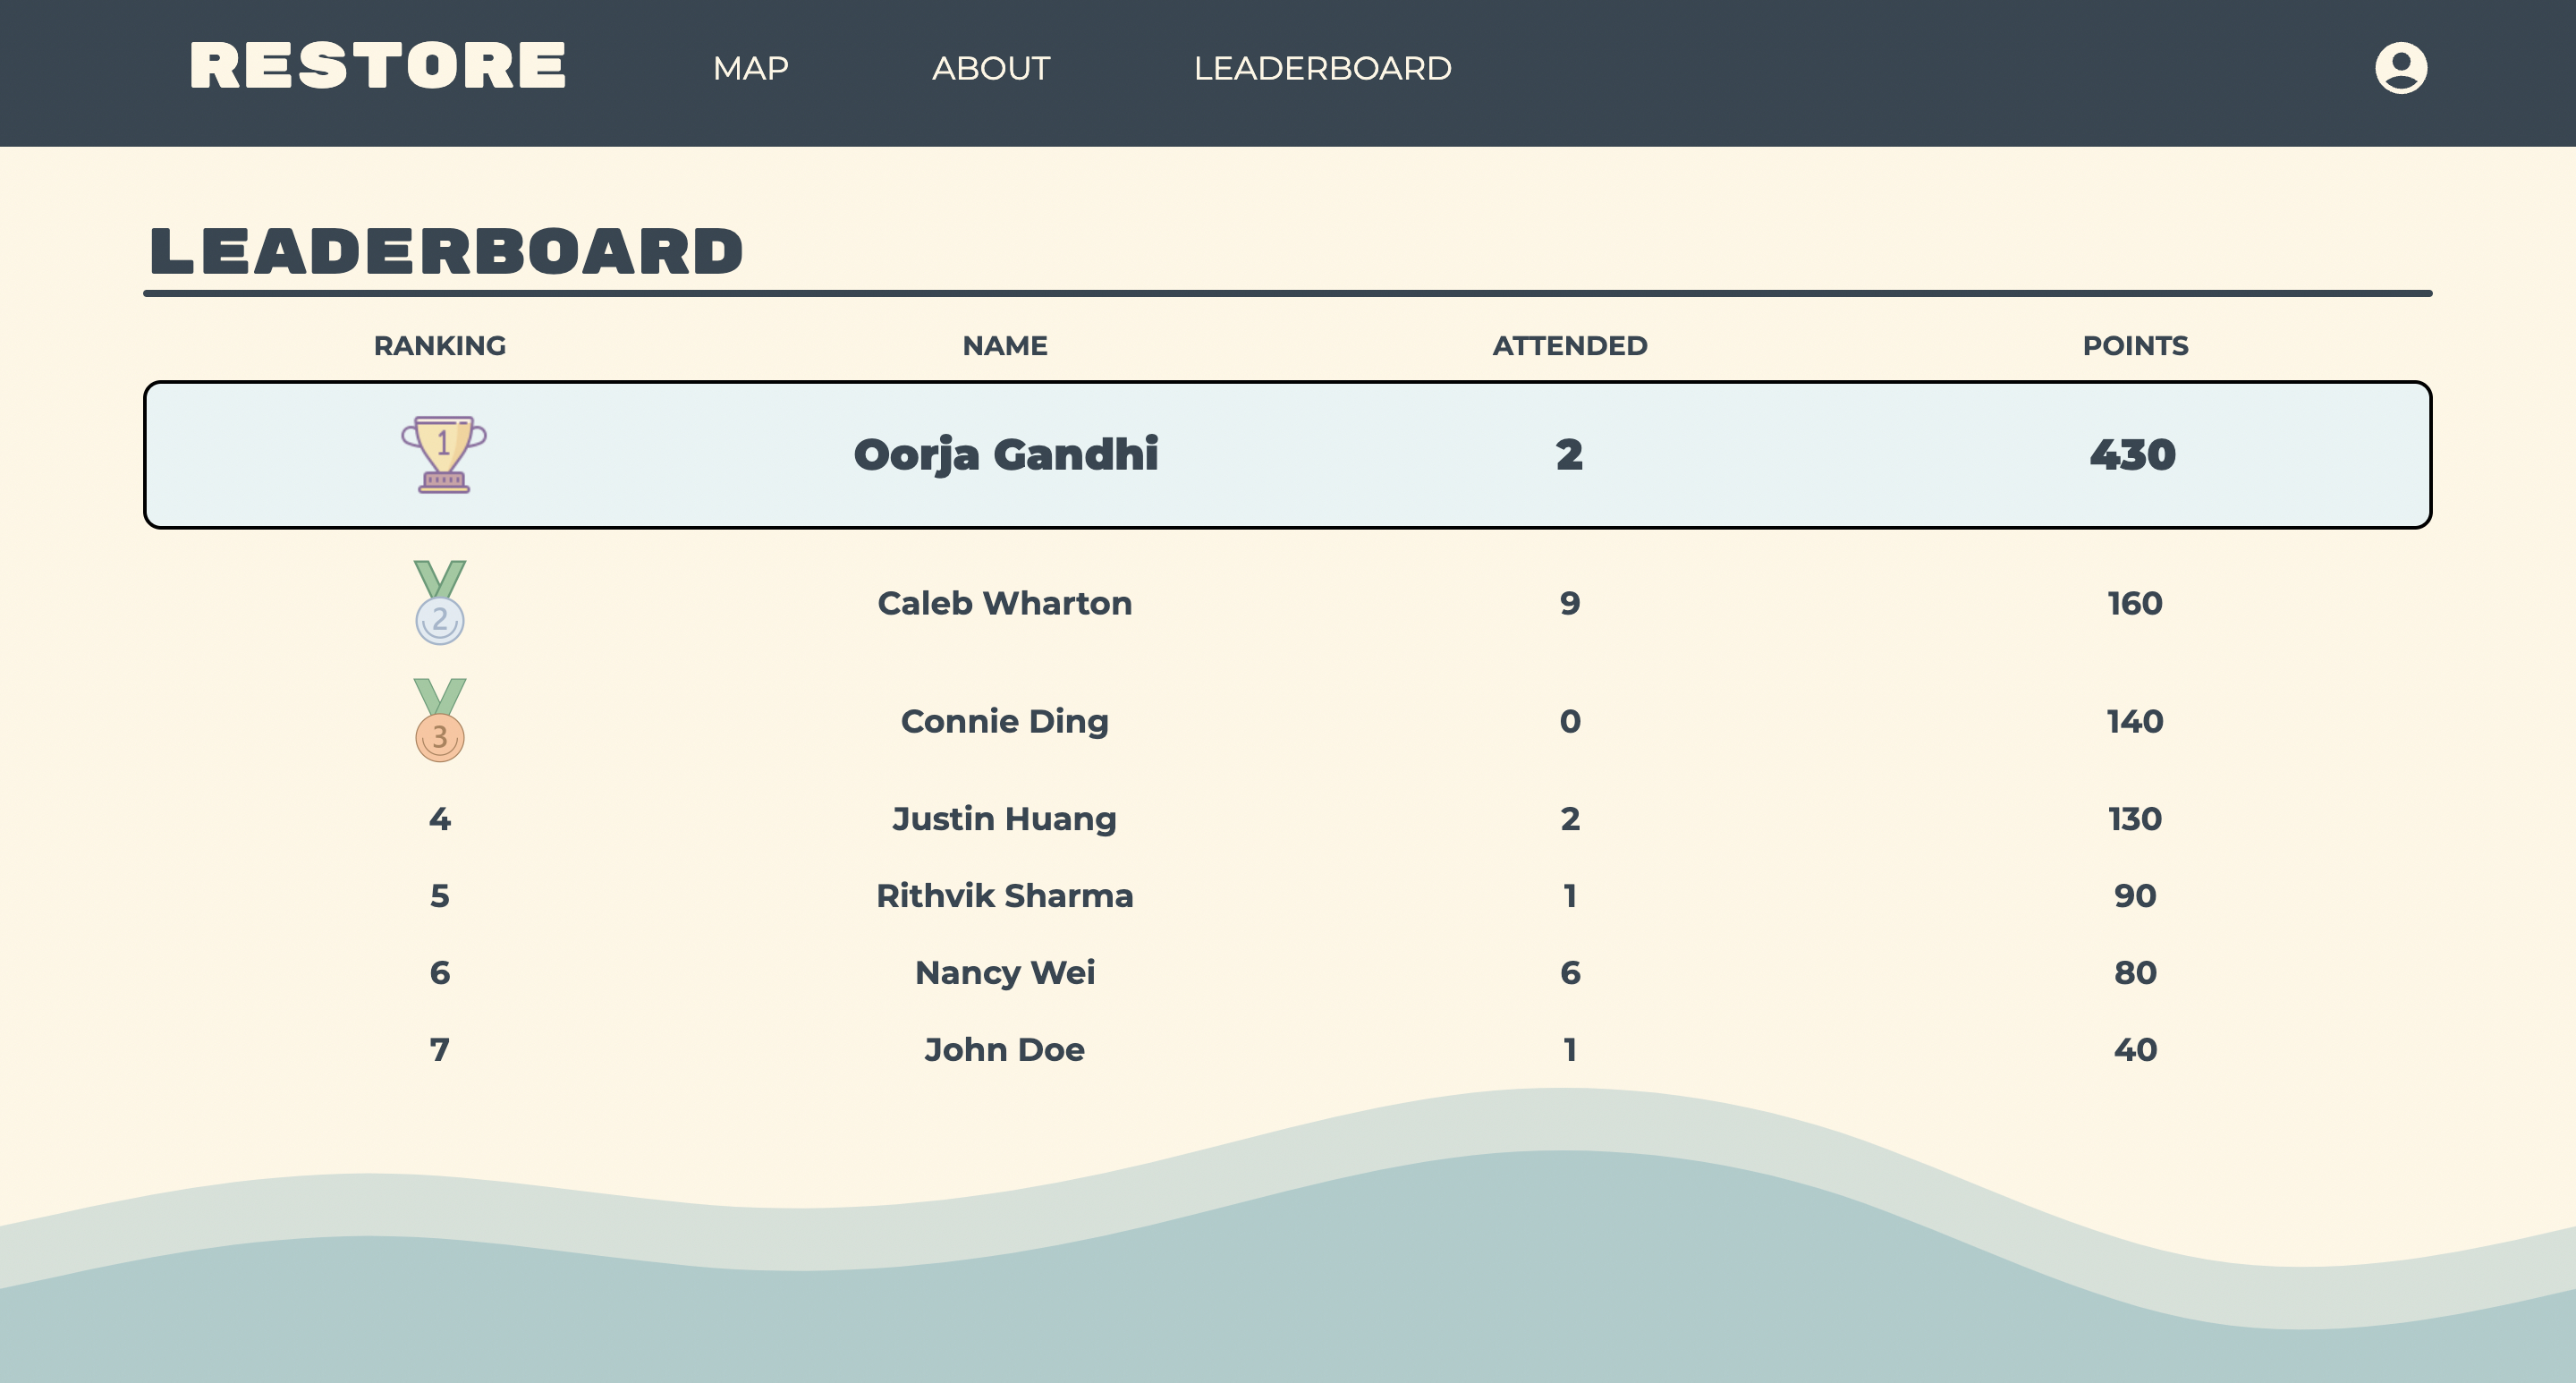 RESTORE MAP ABOUT LEADERBOARD
LEADERBOARD
RANKING NAME ATTENDED POINTS
1 Oorja Gandhi 2 430
2 Caleb Wharton 9 160
3 Connie Ding 0 140
4 Justin Huang 2 130
5 Rithvik Sharma 1 90
6 Nancy Wei 6 80
7 John Doe 1 40